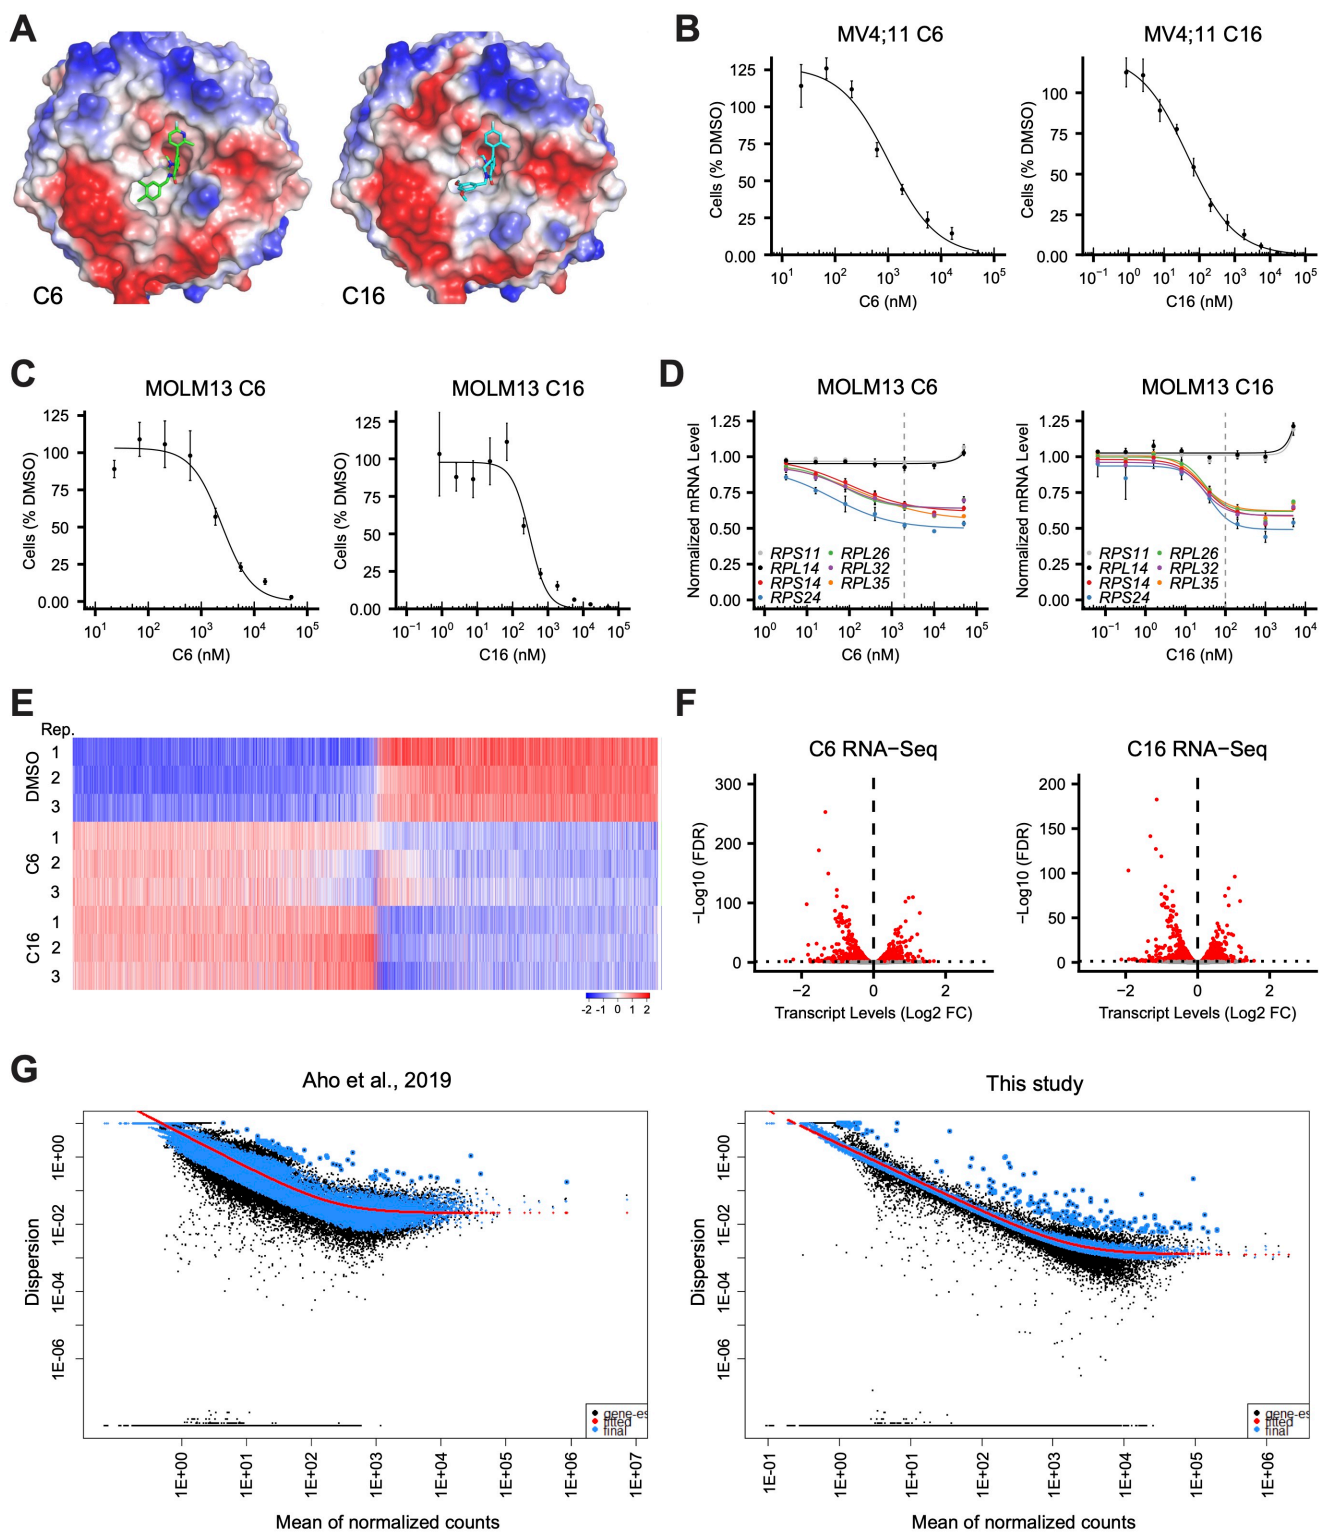 A
C6
C16
B
MV4;11 C6
Cells (% DMSO)
125
100
75
50
25
0.00
10¹ 10² 10³ 10⁴ 10⁵
C6 (nM)
MV4;11 C16
Cells (% DMSO)
100
75
50
25
0.00
10⁻¹ 10⁰ 10¹ 10² 10³ 10⁴ 10⁵
C16 (nM)
C
MOLM13 C6
Cells (% DMSO)
125
100
75
50
25
0.00
10¹ 10² 10³ 10⁴ 10⁵
C6 (nM)
MOLM13 C16
Cells (% DMSO)
125
100
75
50
25
0.00
10⁻¹ 10⁰ 10¹ 10² 10³ 10⁴ 10⁵
C16 (nM)
D
MOLM13 C6
Normalized mRNA Level
1.25
1.00
0.75
0.50
0.25
0.00
RPS11 RPL26
RPL14 RPL32
RPS14 RPL35
RPS24
10⁰ 10¹ 10² 10³ 10⁴ 10⁵
C6 (nM)
MOLM13 C16
Normalized mRNA Level
1.25
1.00
0.75
0.50
0.25
0.00
RPS11 RPL26
RPL14 RPL32
RPS14 RPL35
RPS24
10⁻¹ 10⁰ 10¹ 10² 10³ 10⁴
C16 (nM)
E
Rep.
DMSO
1
2
3
C6
1
2
3
C16
1
2
3
-2 -1 0 1 2
F
C6 RNA−Seq
−Log10 (FDR)
300
200
100
0
−2 0 2
Transcript Levels (Log2 FC)
C16 RNA−Seq
−Log10 (FDR)
200
150
100
50
0
−2 0 2
Transcript Levels (Log2 FC)
G
Aho et al., 2019
Dispersion
1E+00
1E-02
1E-04
1E-06
gene-es
fitted
final
1E+00 1E+01 1E+02 1E+03 1E+04 1E+05 1E+06 1E+07
Mean of normalized counts
This study
Dispersion
1E+00
1E-02
1E-04
1E-06
gene-es
fitted
final
1E-01 1E+00 1E+01 1E+02 1E+03 1E+04 1E+05 1E+06
Mean of normalized counts